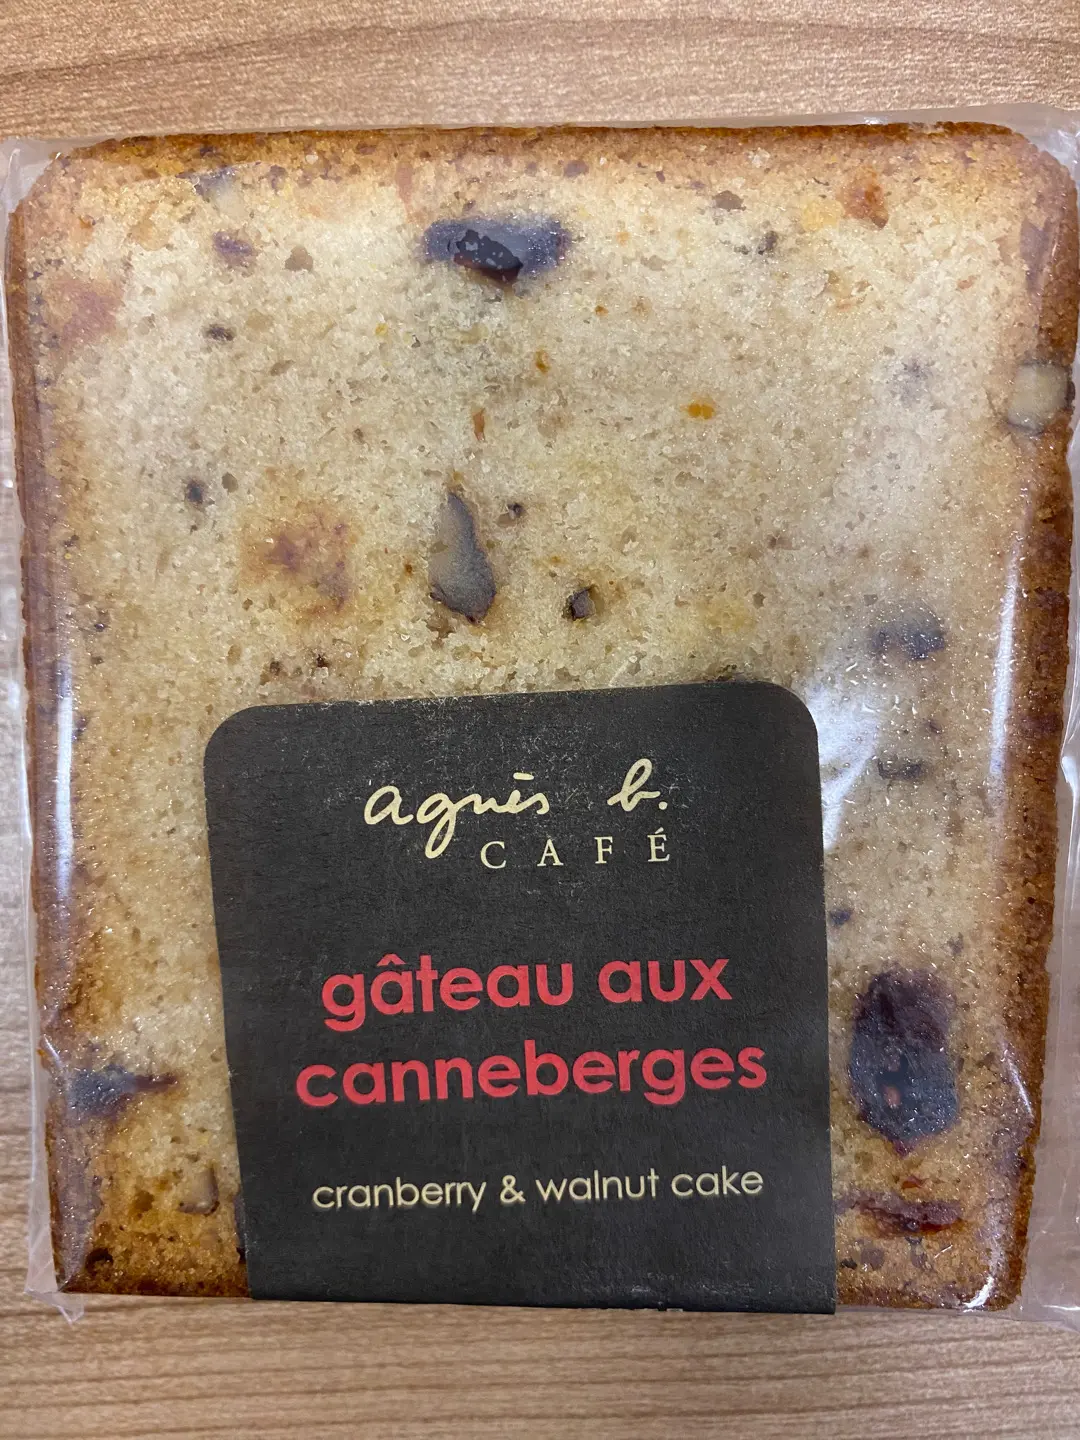 agnès b.
CAFÉ
gâteau aux
canneberges
cranberry & walnut cake